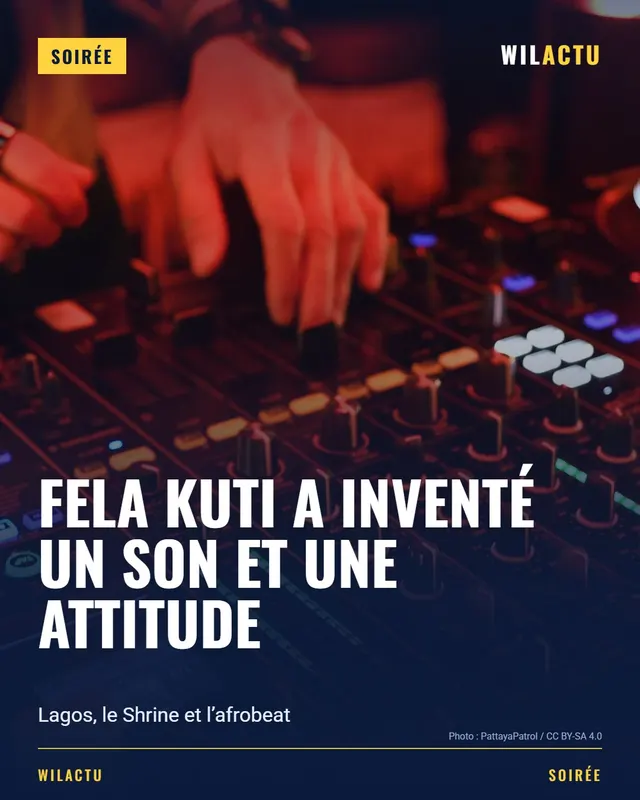 SOIRÉE
WILACTU
FELA KUTI A INVENTÉ
UN SON ET UNE
ATTITUDE
Lagos, le Shrine et l’afrobeat
Photo : PattayaPatrol / CC BY-SA 4.0
WILACTU
SOIRÉE